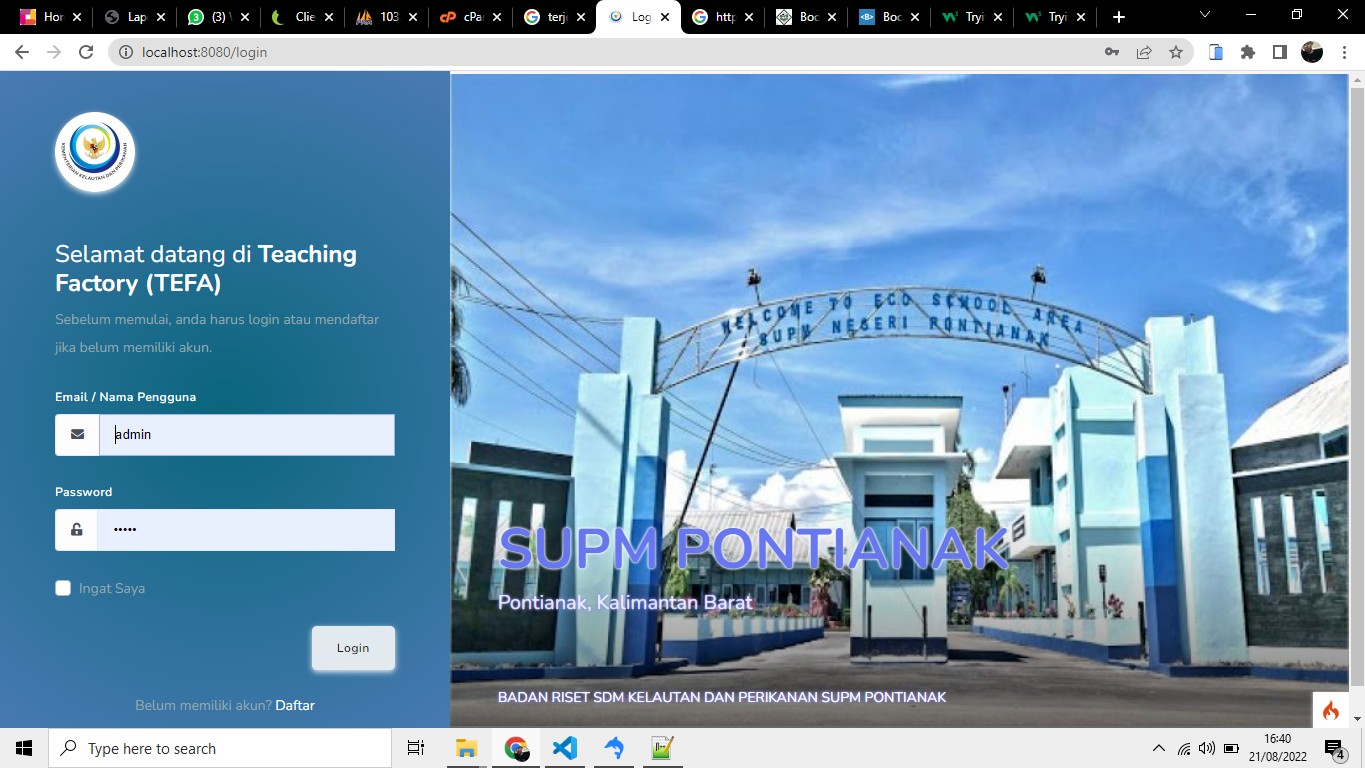 Hor
Lap
(3) W
Clie
103
cPar
terje
Log
http
Boo
Boo
Tryi
Tryi
localhost:8080/login
KEMENTERIAN KELAUTAN DAN PERIKANAN
Selamat datang di Teaching
Factory (TEFA)
Sebelum memulai, anda harus login atau mendaftar
jika belum memiliki akun.
Email / Nama Pengguna
admin
Password
•••••
Ingat Saya
Login
Belum memiliki akun? Daftar
WELCOME TO ECO SCHOOL AREA
SUPM NEGERI PONTIANAK
SUPM PONTIANAK
Pontianak, Kalimantan Barat
BADAN RISET SDM KELAUTAN DAN PERIKANAN SUPM PONTIANAK
Type here to search
16:40
21/08/2022
4